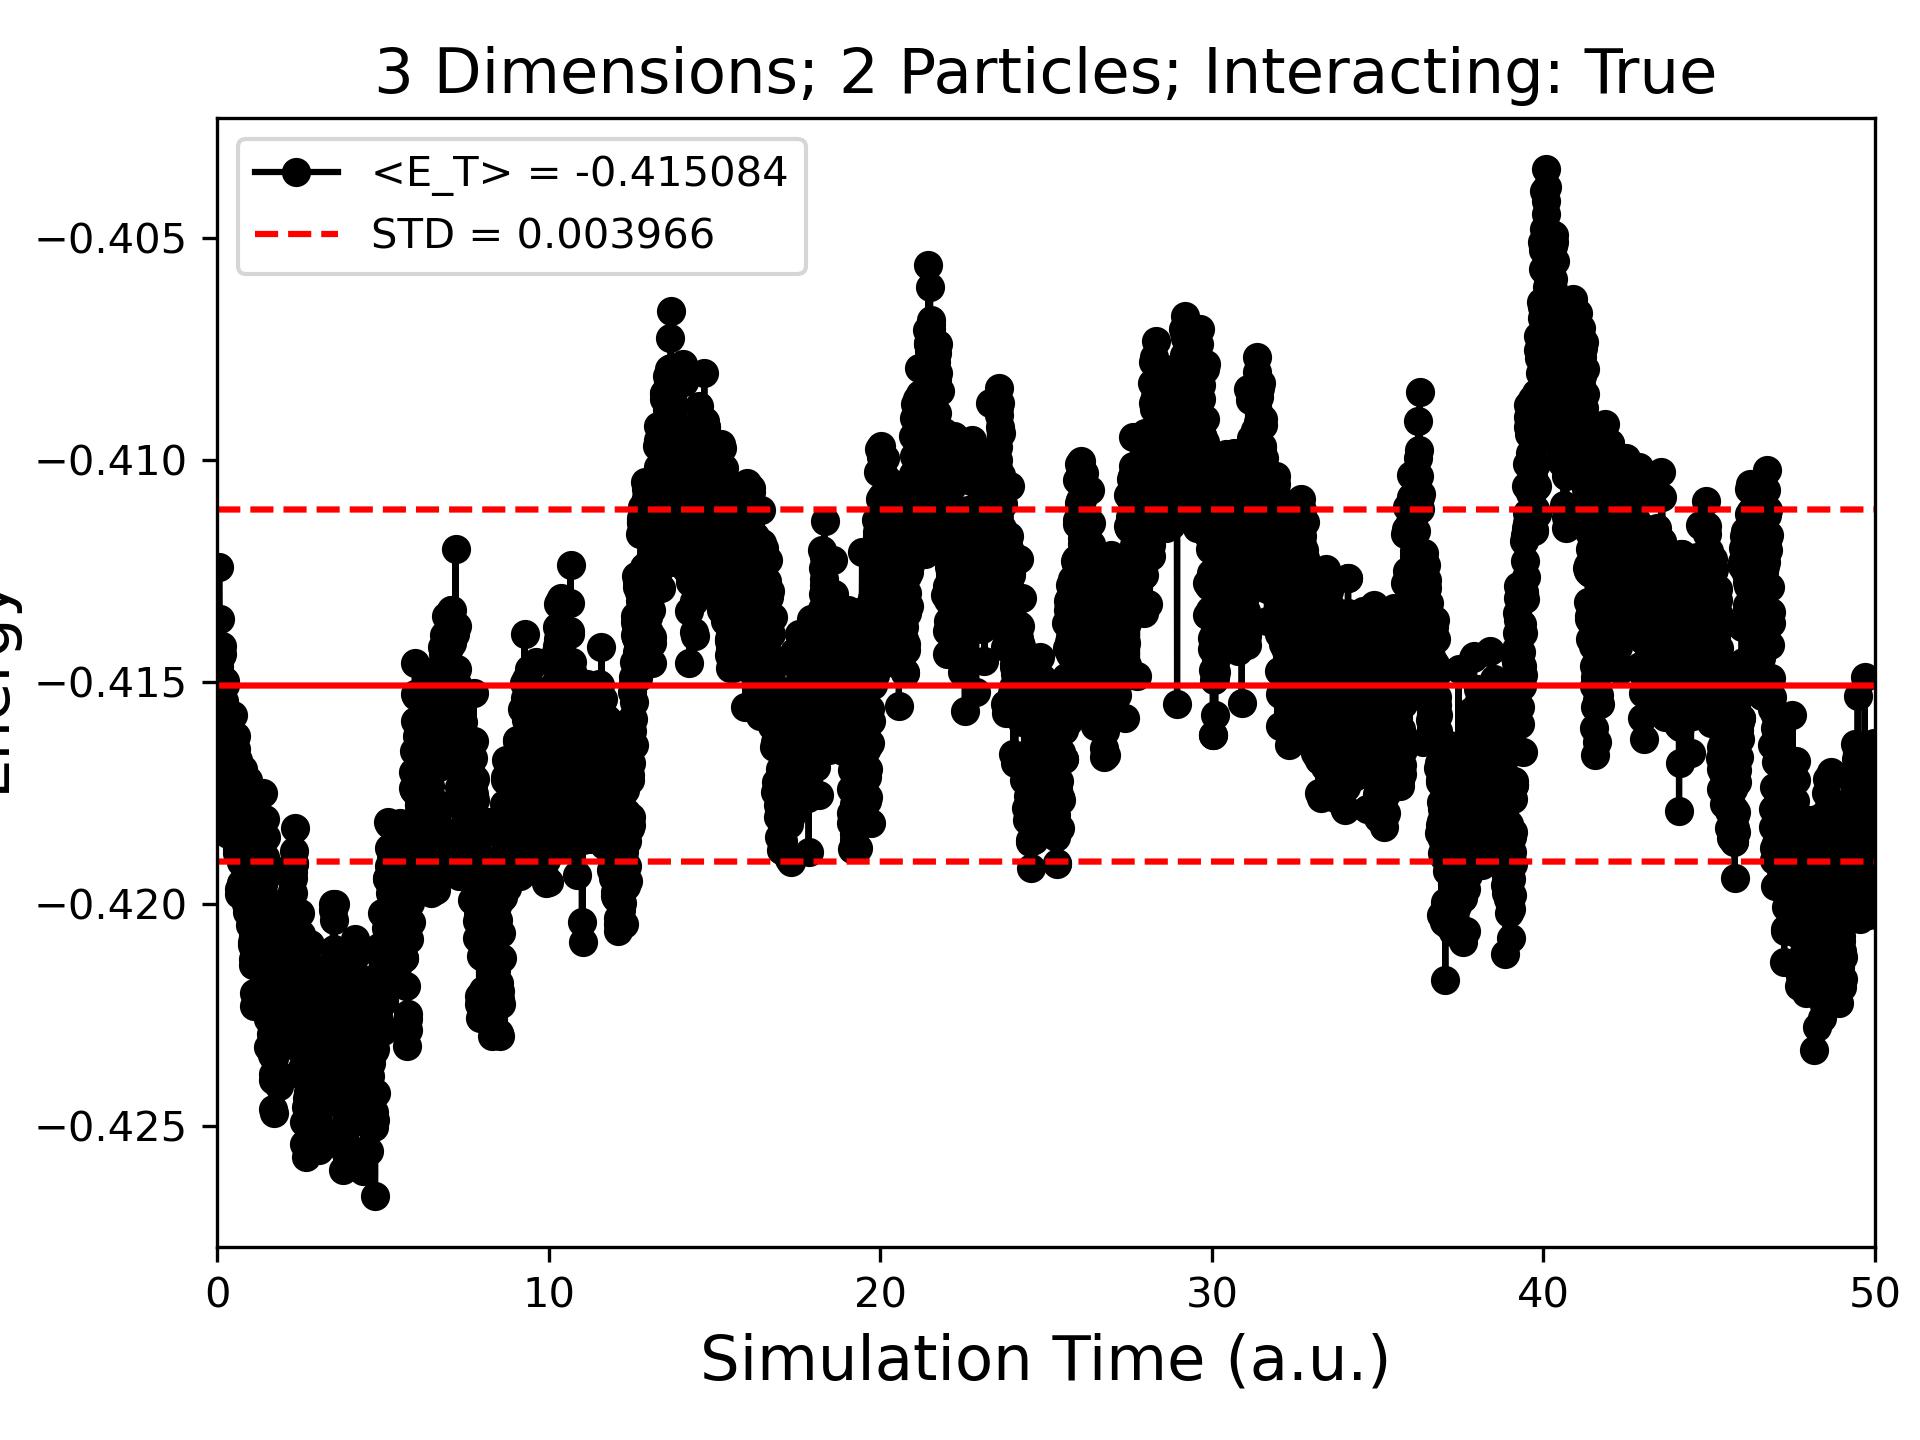 3 Dimensions; 2 Particles; Interacting: True
<E_T> = -0.415084
STD = 0.003966
−0.405
−0.410
−0.415
−0.420
−0.425
Energy
0 10 20 30 40 50
Simulation Time (a.u.)